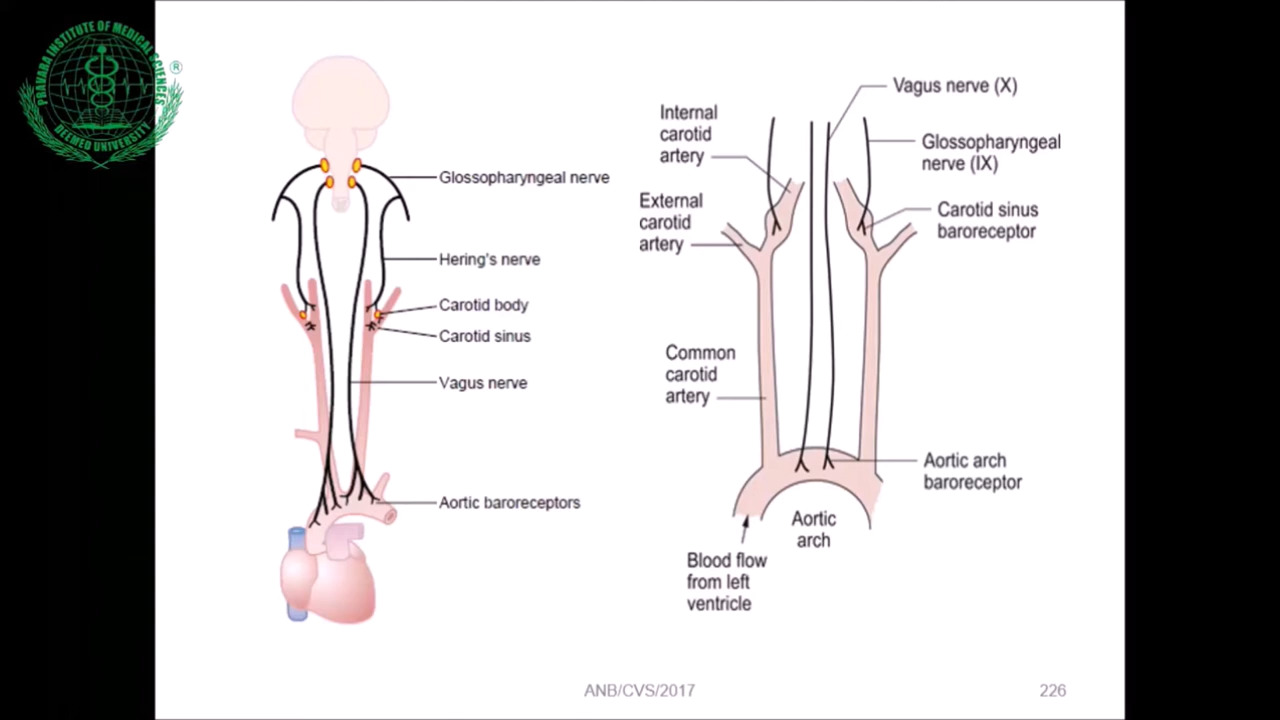 PRAVARA INSTITUTE OF MEDICAL SCIENCES
DEEMED UNIVERSITY
®
Glossopharyngeal nerve
Hering's nerve
Carotid body
Carotid sinus
Vagus nerve
Aortic baroreceptors
Vagus nerve (X)
Internal
carotid
artery
Glossopharyngeal
nerve (IX)
External
carotid
artery
Carotid sinus
baroreceptor
Common
carotid
artery
Aortic arch
baroreceptor
Aortic
arch
Blood flow
from left
ventricle
ANB/CVS/2017
226